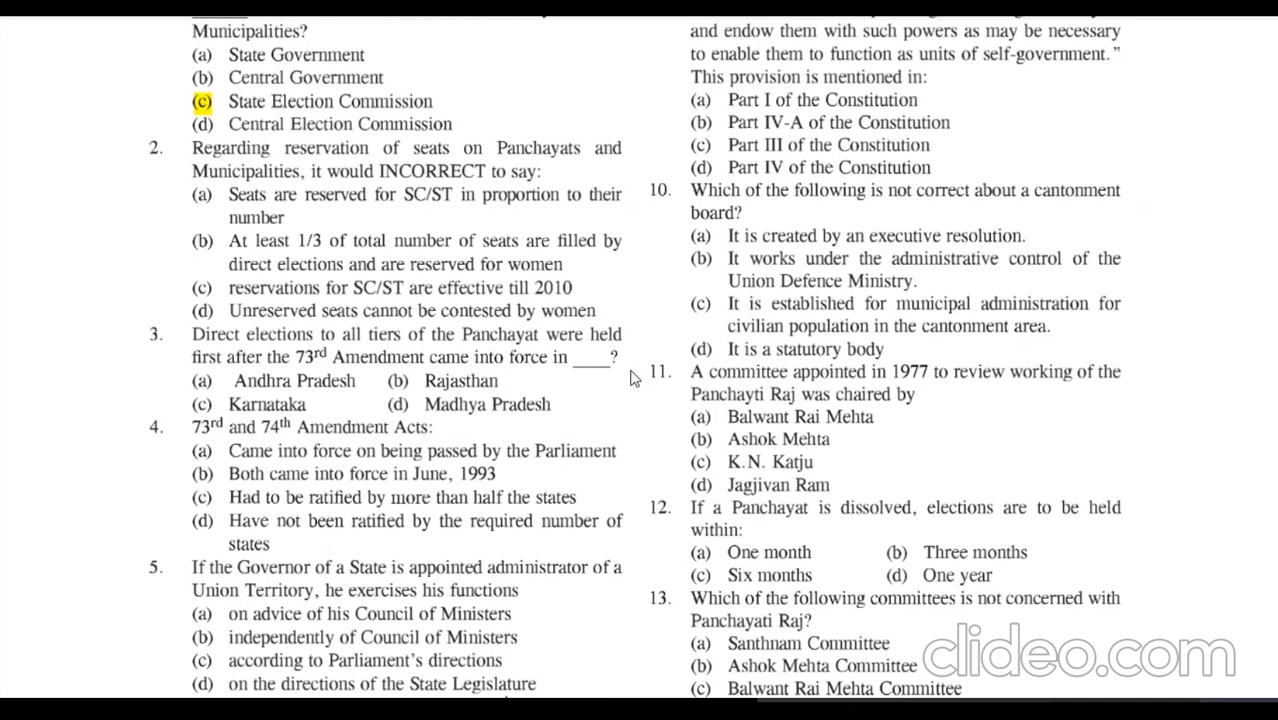 Municipalities?
(a) State Government
(b) Central Government
(c) State Election Commission
(d) Central Election Commission
2. Regarding reservation of seats on Panchayats and
Municipalities, it would INCORRECT to say:
(a) Seats are reserved for SC/ST in proportion to their
number
(b) At least 1/3 of total number of seats are filled by
direct elections and are reserved for women
(c) reservations for SC/ST are effective till 2010
(d) Unreserved seats cannot be contested by women
3. Direct elections to all tiers of the Panchayat were held
first after the 73rd Amendment came into force in ____?
(a) Andhra Pradesh (b) Rajasthan
(c) Karnataka (d) Madhya Pradesh
4. 73rd and 74th Amendment Acts:
(a) Came into force on being passed by the Parliament
(b) Both came into force in June, 1993
(c) Had to be ratified by more than half the states
(d) Have not been ratified by the required number of
states
5. If the Governor of a State is appointed administrator of a
Union Territory, he exercises his functions
(a) on advice of his Council of Ministers
(b) independently of Council of Ministers
(c) according to Parliament's directions
(d) on the directions of the State Legislature
and endow them with such powers as may be necessary
to enable them to function as units of self-government."
This provision is mentioned in:
(a) Part I of the Constitution
(b) Part IV-A of the Constitution
(c) Part III of the Constitution
(d) Part IV of the Constitution
10. Which of the following is not correct about a cantonment
board?
(a) It is created by an executive resolution.
(b) It works under the administrative control of the
Union Defence Ministry.
(c) It is established for municipal administration for
civilian population in the cantonment area.
(d) It is a statutory body
11. A committee appointed in 1977 to review working of the
Panchayti Raj was chaired by
(a) Balwant Rai Mehta
(b) Ashok Mehta
(c) K.N. Katju
(d) Jagjivan Ram
12. If a Panchayat is dissolved, elections are to be held
within:
(a) One month (b) Three months
(c) Six months (d) One year
13. Which of the following committees is not concerned with
Panchayati Raj?
(a) Santhnam Committee
(b) Ashok Mehta Committee
(c) Balwant Rai Mehta Committee
clideo.com